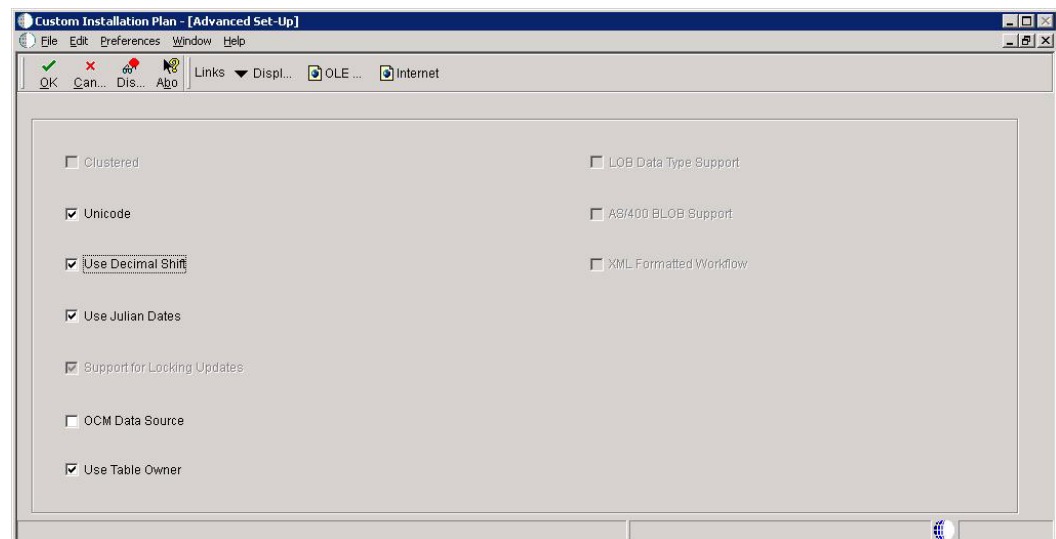 Custom Installation Plan - [Advanced Set-Up]
File Edit Preferences Window Help
OK Can... Dis... Abo Links Displ... OLE ... Internet
Clustered
LOB Data Type Support
Unicode
AS/400 BLOB Support
Use Decimal Shift
XML Formatted Workflow
Use Julian Dates
Support for Locking Updates
OCM Data Source
Use Table Owner